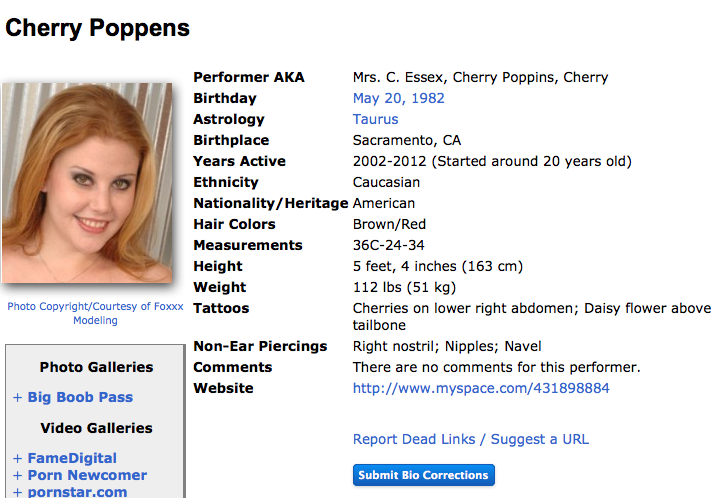 Cherry Poppens
Performer AKA Mrs. C. Essex, Cherry Poppins, Cherry
Birthday May 20, 1982
Astrology Taurus
Birthplace Sacramento, CA
Years Active 2002-2012 (Started around 20 years old)
Ethnicity Caucasian
Nationality/Heritage American
Hair Colors Brown/Red
Measurements 36C-24-34
Height 5 feet, 4 inches (163 cm)
Weight 112 lbs (51 kg)
Tattoos Cherries on lower right abdomen; Daisy flower above
tailbone
Non-Ear Piercings Right nostril; Nipples; Navel
Comments There are no comments for this performer.
Website http://www.myspace.com/431898884
Report Dead Links / Suggest a URL
Submit Bio Corrections
Photo Copyright/Courtesy of Foxxx
Modeling
Photo Galleries
+ Big Boob Pass
Video Galleries
+ FameDigital
+ Porn Newcomer
+ pornstar.com